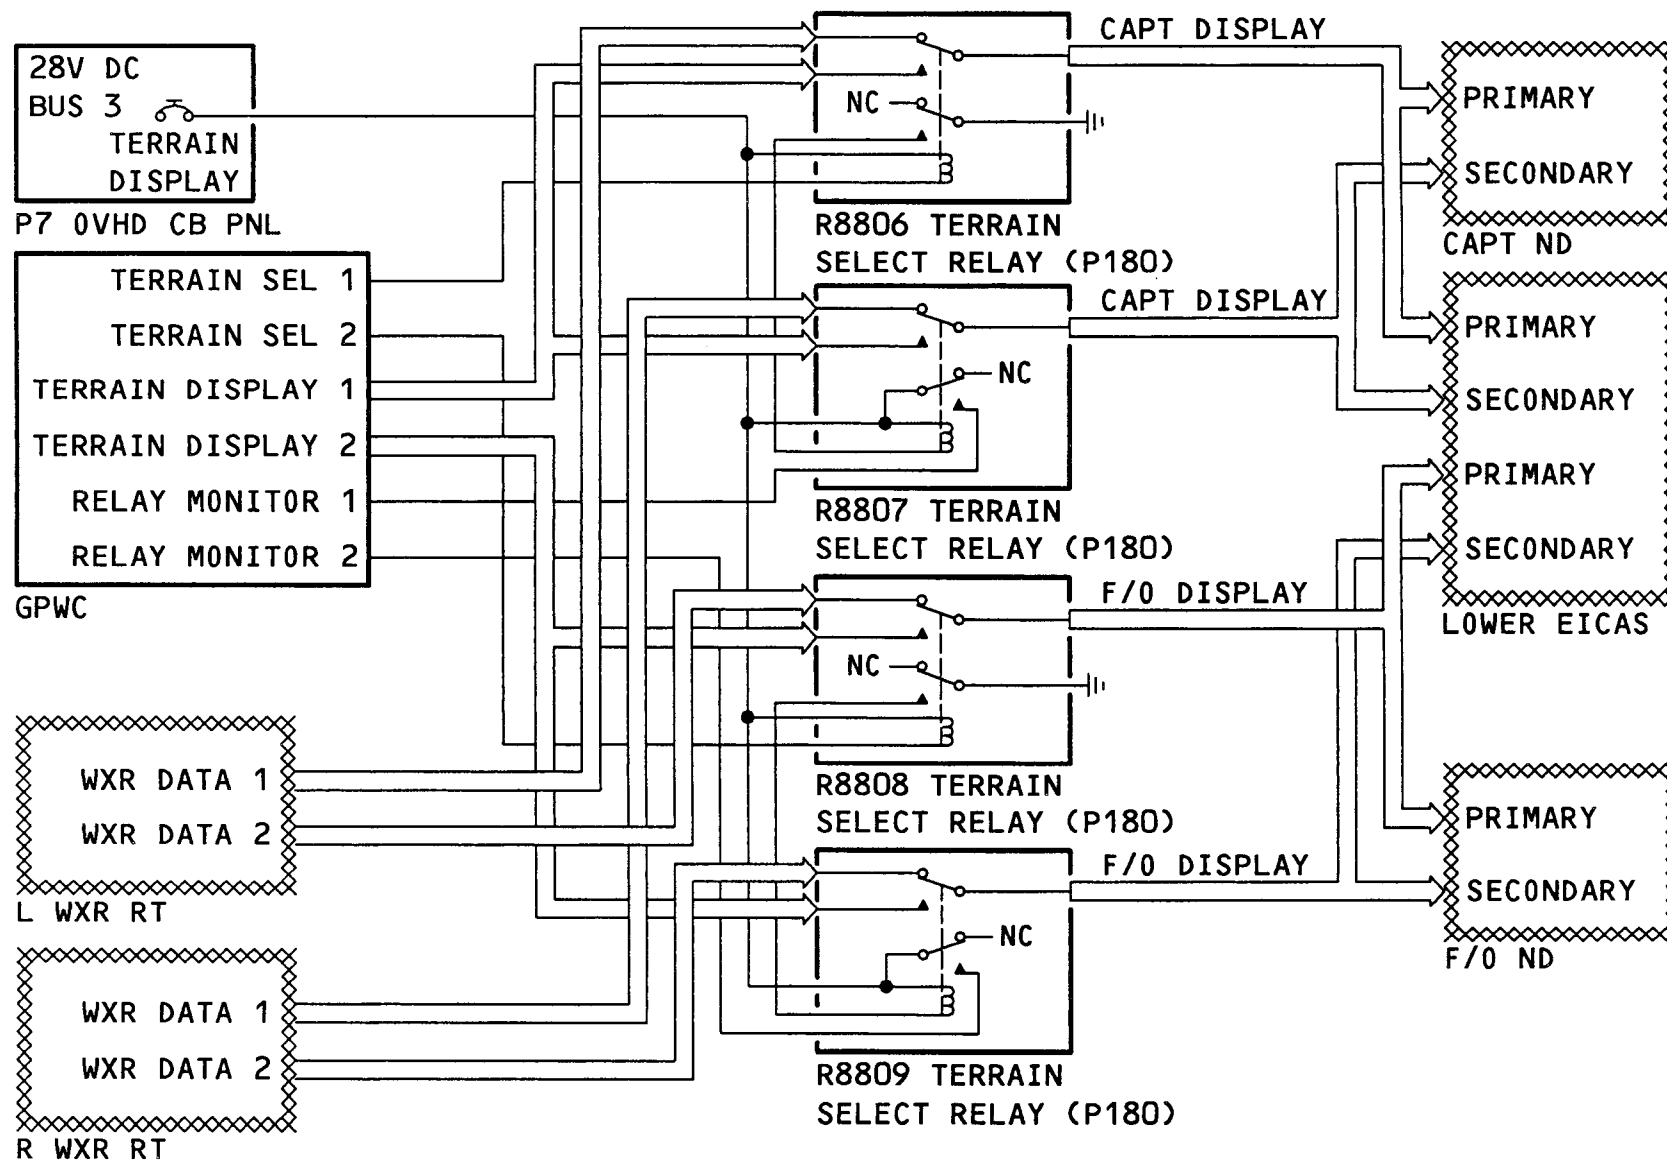 28V DC
BUS 3
TERRAIN
DISPLAY
P7 OVHD CB PNL
TERRAIN SEL 1
TERRAIN SEL 2
TERRAIN DISPLAY 1
TERRAIN DISPLAY 2
RELAY MONITOR 1
RELAY MONITOR 2
GPWC
WXR DATA 1
WXR DATA 2
L WXR RT
WXR DATA 1
WXR DATA 2
R WXR RT
NC
R8806 TERRAIN
SELECT RELAY (P180)
NC
R8807 TERRAIN
SELECT RELAY (P180)
NC
R8808 TERRAIN
SELECT RELAY (P180)
NC
R8809 TERRAIN
SELECT RELAY (P180)
CAPT DISPLAY
CAPT DISPLAY
F/O DISPLAY
F/O DISPLAY
PRIMARY
SECONDARY
CAPT ND
PRIMARY
SECONDARY
PRIMARY
SECONDARY
LOWER EICAS
PRIMARY
SECONDARY
F/O ND